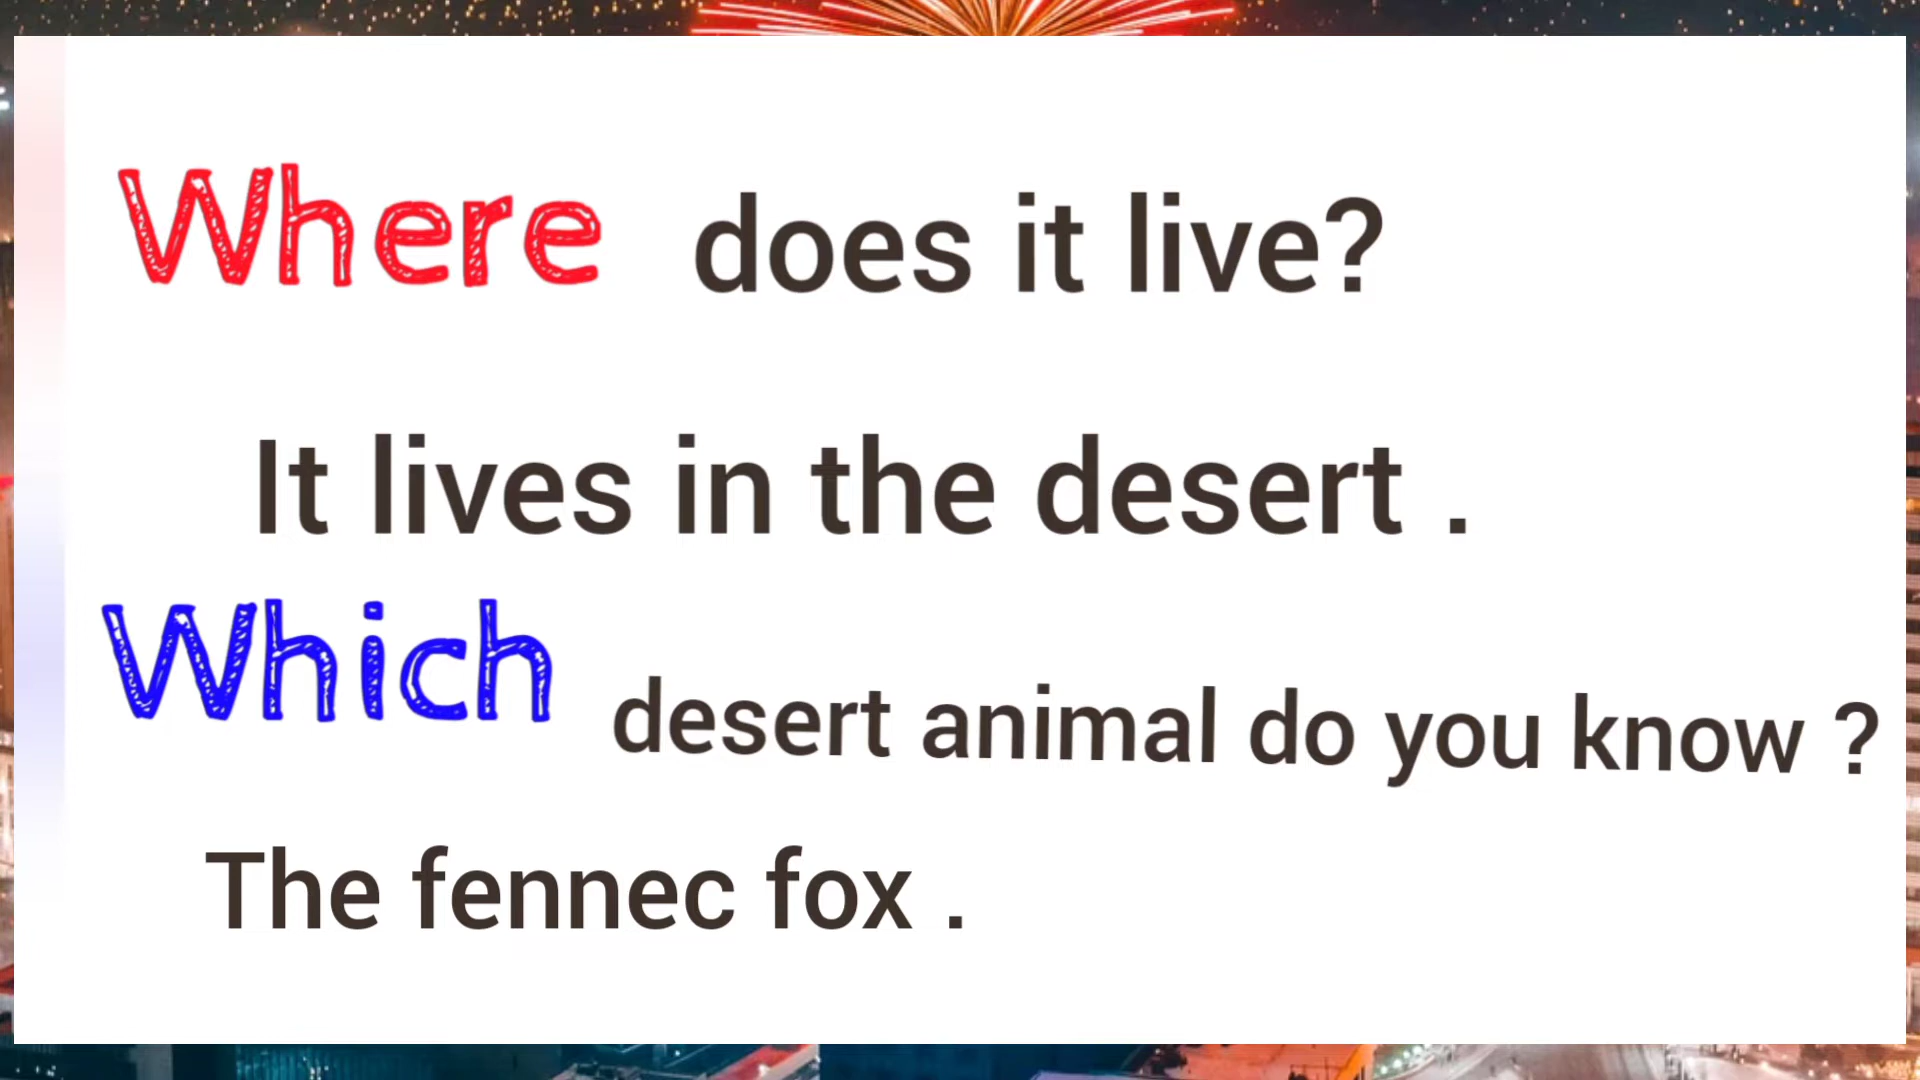 Where does it live?
It lives in the desert .
Which desert animal do you know ?
The fennec fox .